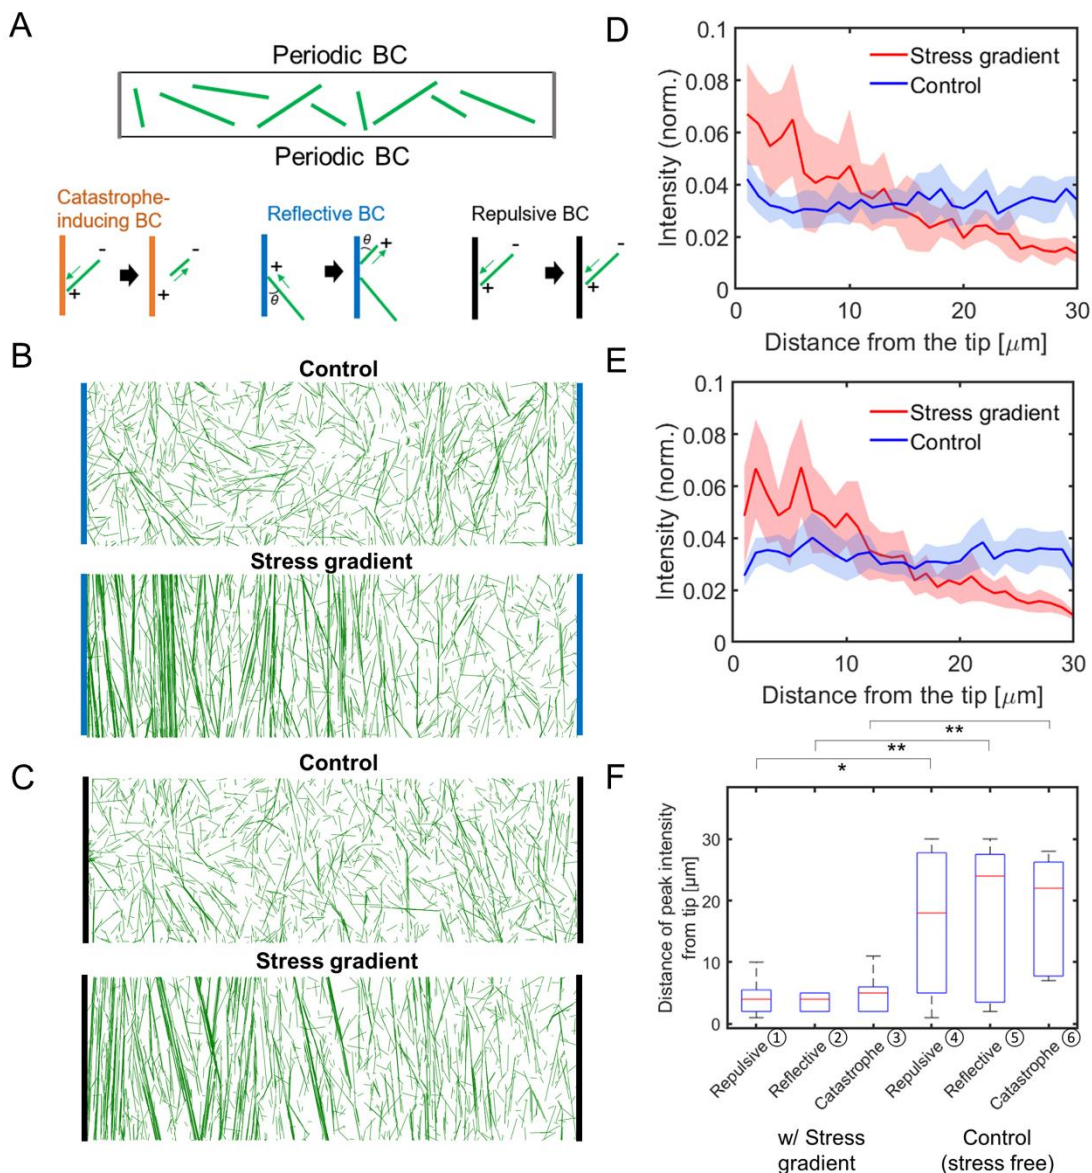 A
Periodic BC
Periodic BC
Catastrophe-
inducing BC
-
+
+
Reflective BC
+
θ
θ
+
Repulsive BC
-
+
-
+
B
Control
Stress gradient
C
Control
Stress gradient
D
0.1
0.08
0.06
0.04
0.02
0
Intensity (norm.)
Stress gradient
Control
0
10
20
30
Distance from the tip [μm]
E
0.1
0.08
0.06
0.04
0.02
0
Intensity (norm.)
Stress gradient
Control
0
10
20
30
Distance from the tip [μm]
F
**
**
*
Distance of peak intensity
from tip [μm]
30
20
10
0
Repulsive ①
Reflective ②
Catastrophe ③
Repulsive ④
Reflective ⑤
Catastrophe ⑥
w/ Stress
gradient
Control
(stress free)